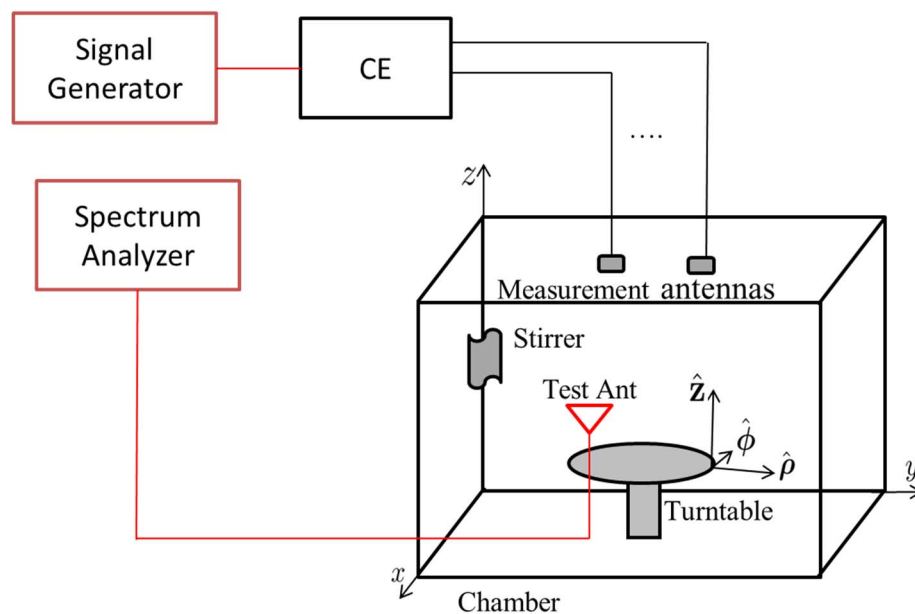 Signal
Generator
CE
....
Spectrum
Analyzer
z
Measurement antennas
Stirrer
Test Ant
ẑ
ϕ̂
ρ̂
y
Turntable
x
Chamber